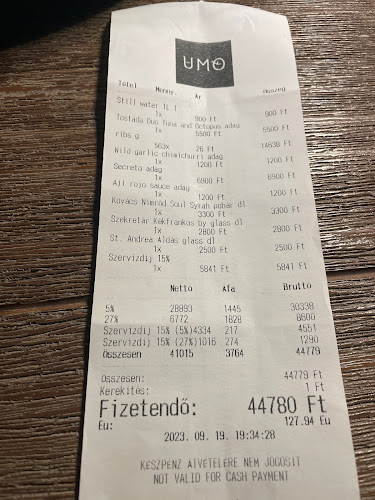 UMO
Tétel Menny. Ár Összeg
Still water 1L 1
1x 900 Ft 900 Ft
Tostada Duo Tuna and Octopus adag
1x 5500 Ft 5500 Ft
ribs g
563x 26 Ft 14638 Ft
Wild garlic chimichurri adag
1x 1200 Ft 1200 Ft
Secreto adag
1x 6900 Ft 6900 Ft
Aji rojo sauce adag
1x 1200 Ft 1200 Ft
Kovács Nimród Soul Syrah pohár dl
1x 3300 Ft 3300 Ft
Szekretár Kékfrankos by glass dl
1x 2800 Ft 2800 Ft
St. Andrea Áldás glass dl
1x 2500 Ft 2500 Ft
Szervizdíj 15%
1x 5841 Ft 5841 Ft
Nettó Áfa Bruttó
5% 28893 1445 30338
27% 6772 1828 8600
Szervizdíj 15% (5%)4334 217 4551
Szervizdíj 15% (27%)1016 274 1290
Összesen 41015 3764 44779
Összesen: 44779 Ft
Kerekítés: 1 Ft
Fizetendő: 44780 Ft
Eu: 127.94 Eu
2023. 09. 19. 19:34:28
KÉSZPÉNZ ÁTVÉTELÉRE NEM JOGOSÍT
NOT VALID FOR CASH PAYMENT